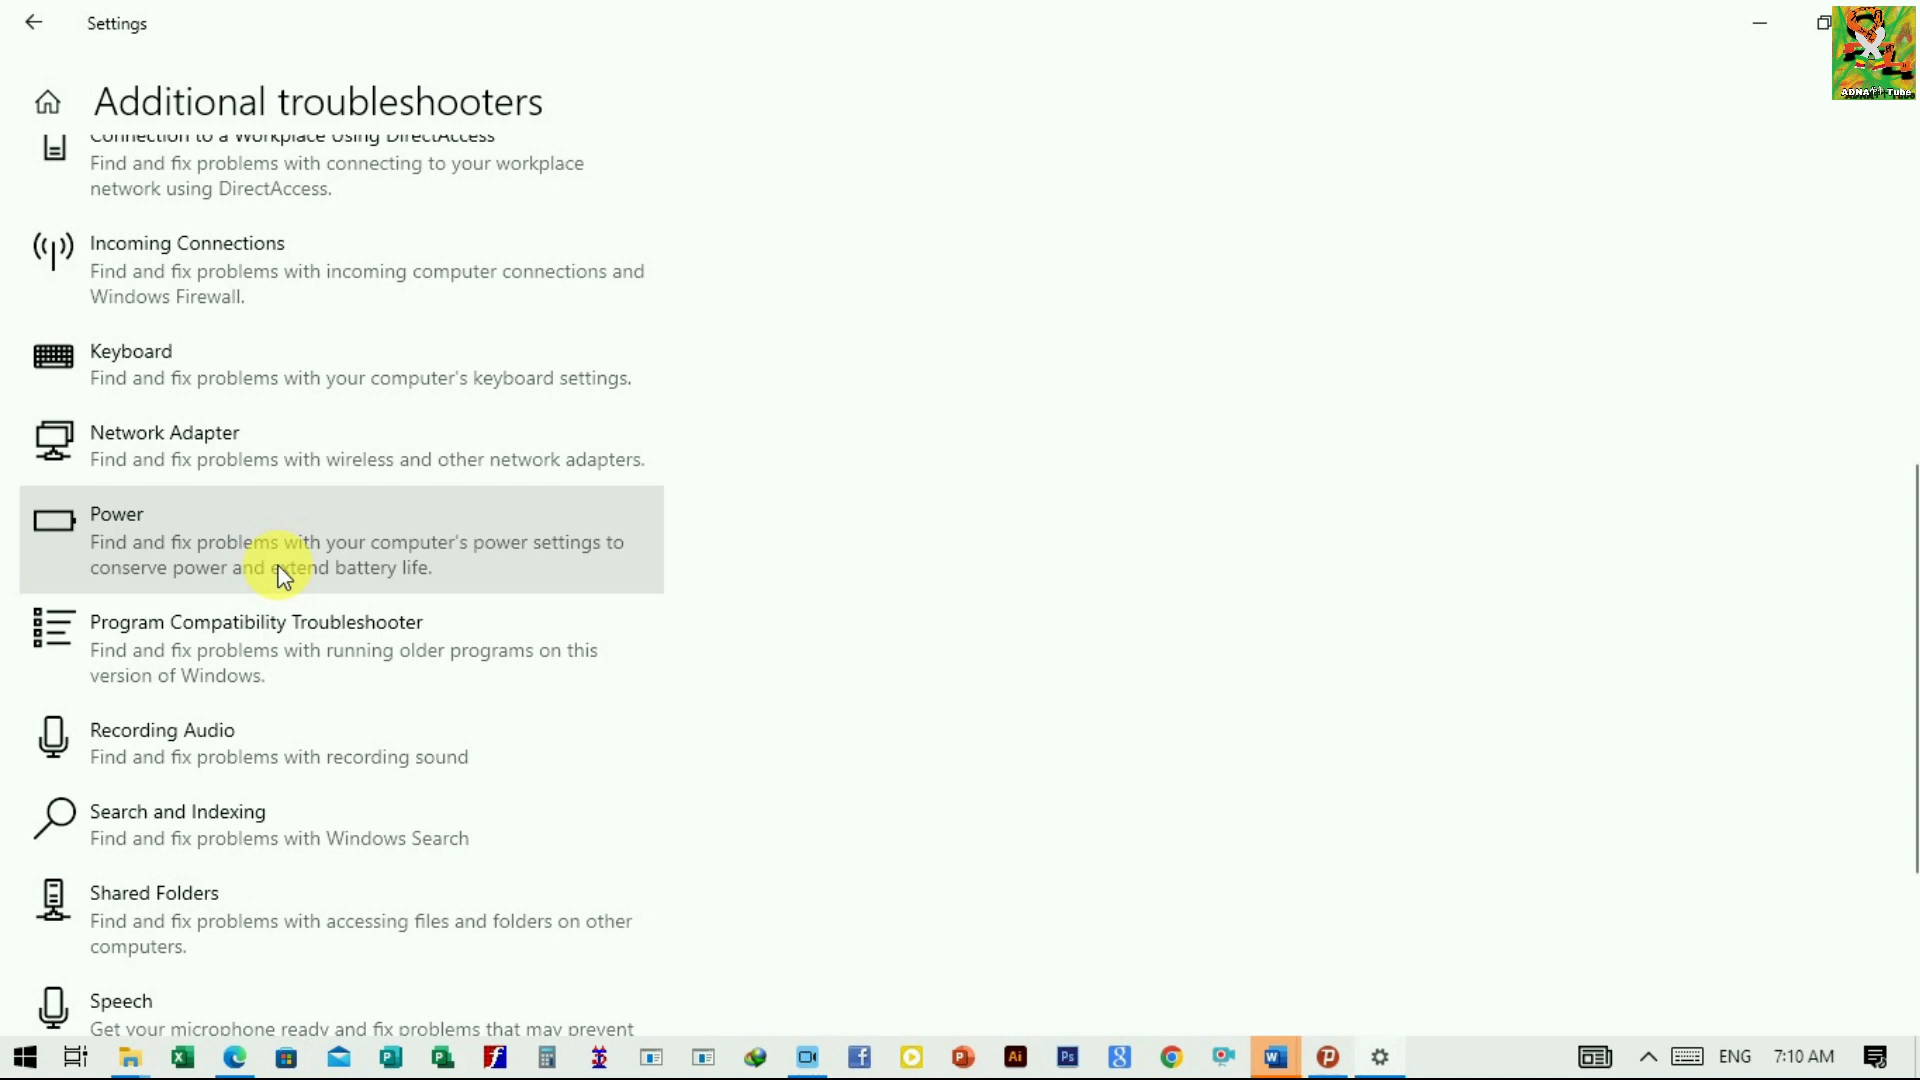 Settings
Additional troubleshooters
Connection to a Workplace Using DirectAccess
Find and fix problems with connecting to your workplace
network using DirectAccess.
Incoming Connections
Find and fix problems with incoming computer connections and
Windows Firewall.
Keyboard
Find and fix problems with your computer's keyboard settings.
Network Adapter
Find and fix problems with wireless and other network adapters.
Power
Find and fix problems with your computer's power settings to
conserve power and extend battery life.
Program Compatibility Troubleshooter
Find and fix problems with running older programs on this
version of Windows.
Recording Audio
Find and fix problems with recording sound
Search and Indexing
Find and fix problems with Windows Search
Shared Folders
Find and fix problems with accessing files and folders on other
computers.
Speech
Get your microphone ready and fix problems that may prevent
ENG
7:10 AM